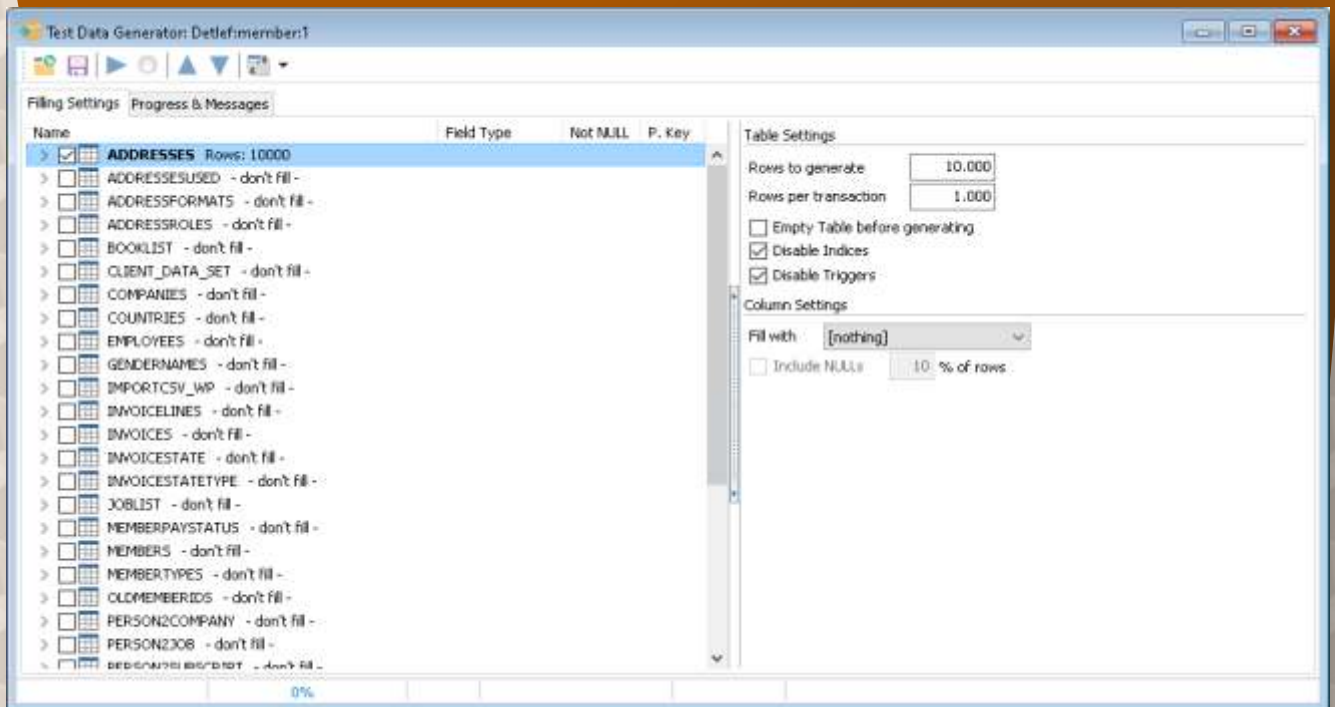 Test Data Generator: Detlef:member:1
Filling Settings Progress & Messages
Name Field Type Not NULL P. Key
ADDRESSES Rows: 10000
ADDRESSESUSED - don't fill -
ADDRESSFORMATS - don't fill -
ADDRESSROLES - don't fill -
BOOKLIST - don't fill -
CLIENT_DATA_SET - don't fill -
COMPANIES - don't fill -
COUNTRIES - don't fill -
EMPLOYEES - don't fill -
GENDERNAMES - don't fill -
IMPORTCSV_WP - don't fill -
INVOICELINES - don't fill -
INVOICES - don't fill -
INVOICESTATE - don't fill -
INVOICESTATETYPE - don't fill -
JOBLIST - don't fill -
MEMBERPAYSTATUS - don't fill -
MEMBERS - don't fill -
MEMBERTYPES - don't fill -
OLDMEMBERIDS - don't fill -
PERSON2COMPANY - don't fill -
PERSON2JOB - don't fill -
PERSON2SUBSCRIPT - don't fill -
0%
Table Settings
Rows to generate 10.000
Rows per transaction 1.000
Empty Table before generating
Disable Indices
Disable Triggers
Column Settings
Fill with [nothing]
Include NULLs 10 % of rows